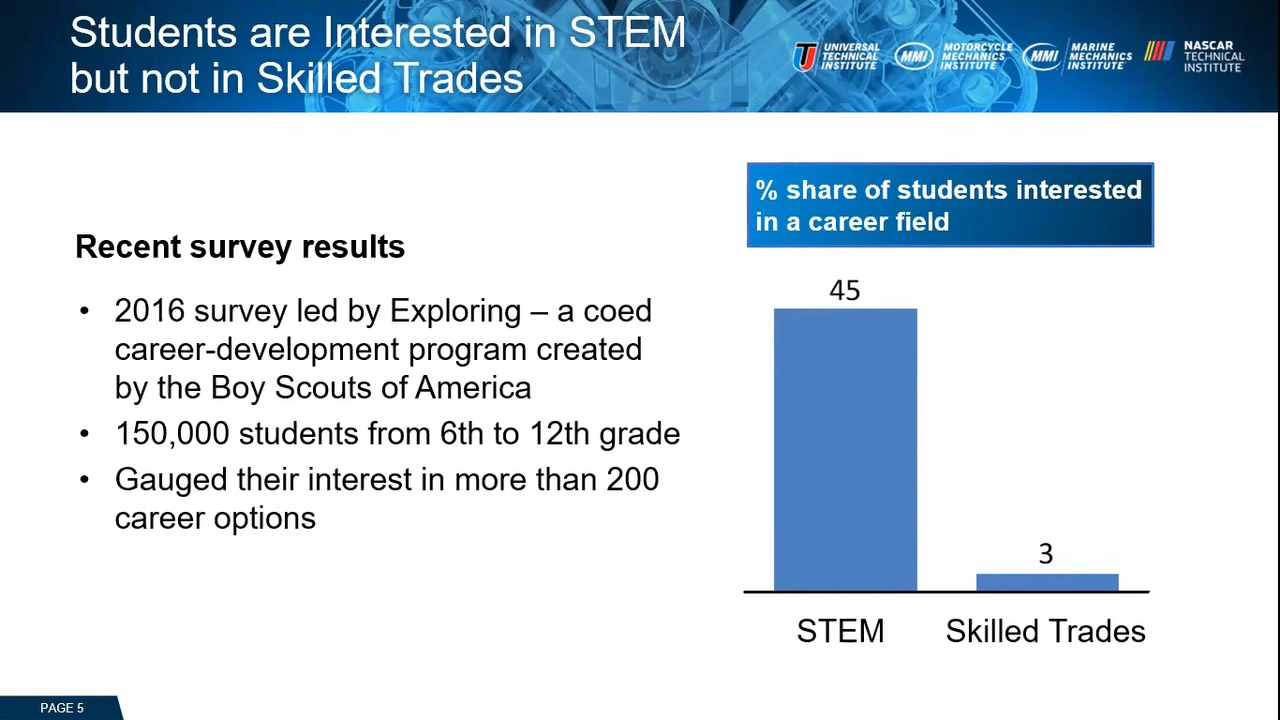 Students are Interested in STEM
but not in Skilled Trades
UNIVERSAL
TECHNICAL
INSTITUTE
MMI
MOTORCYCLE
MECHANICS
INSTITUTE
MMI
MARINE
MECHANICS
INSTITUTE
NASCAR
TECHNICAL
INSTITUTE
Recent survey results
• 2016 survey led by Exploring – a coed
career-development program created
by the Boy Scouts of America
• 150,000 students from 6th to 12th grade
• Gauged their interest in more than 200
career options
% share of students interested
in a career field
45
3
STEM
Skilled Trades
PAGE 5